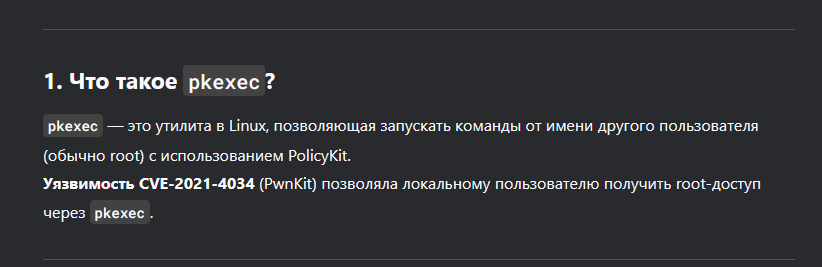 1. Что такое pkexec?
pkexec — это утилита в Linux, позволяющая запускать команды от имени другого пользователя
(обычно root) с использованием PolicyKit.
Уязвимость CVE-2021-4034 (PwnKit) позволяла локальному пользователю получить root-доступ
через pkexec.